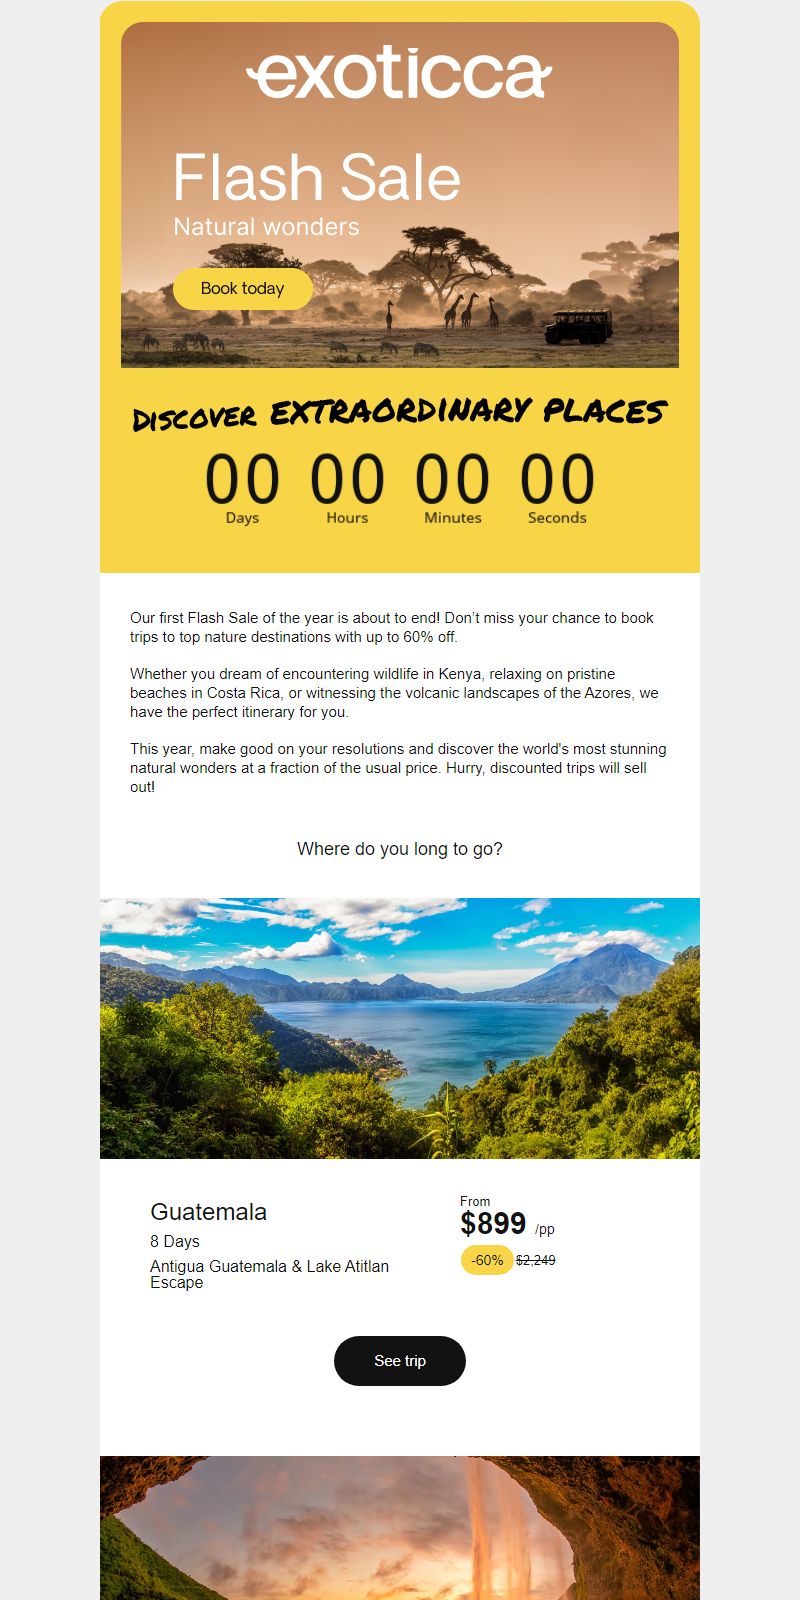 exoticca
Flash Sale
Natural wonders
Book today
DISCOVER EXTRAORDINARY PLACES
00 00 00 00
Days Hours Minutes Seconds
Our first Flash Sale of the year is about to end! Don’t miss your chance to book
trips to top nature destinations with up to 60% off.
Whether you dream of encountering wildlife in Kenya, relaxing on pristine
beaches in Costa Rica, or witnessing the volcanic landscapes of the Azores, we
have the perfect itinerary for you.
This year, make good on your resolutions and discover the world's most stunning
natural wonders at a fraction of the usual price. Hurry, discounted trips will sell
out!
Where do you long to go?
Guatemala
8 Days
Antigua Guatemala & Lake Atitlan
Escape
From
$899 /pp
-60% $2,249
See trip